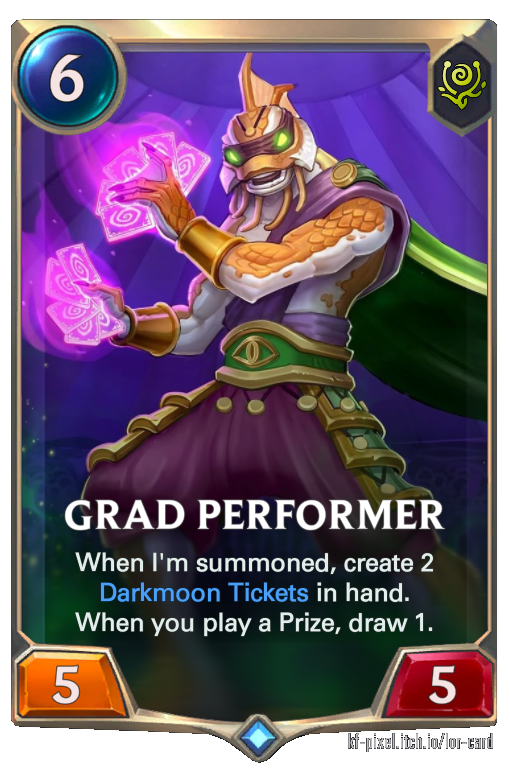 6
GRAD PERFORMER
When I'm summoned, create 2
Darkmoon Tickets in hand.
When you play a Prize, draw 1.
5
5
kf-pixel.itch.io/lor-card